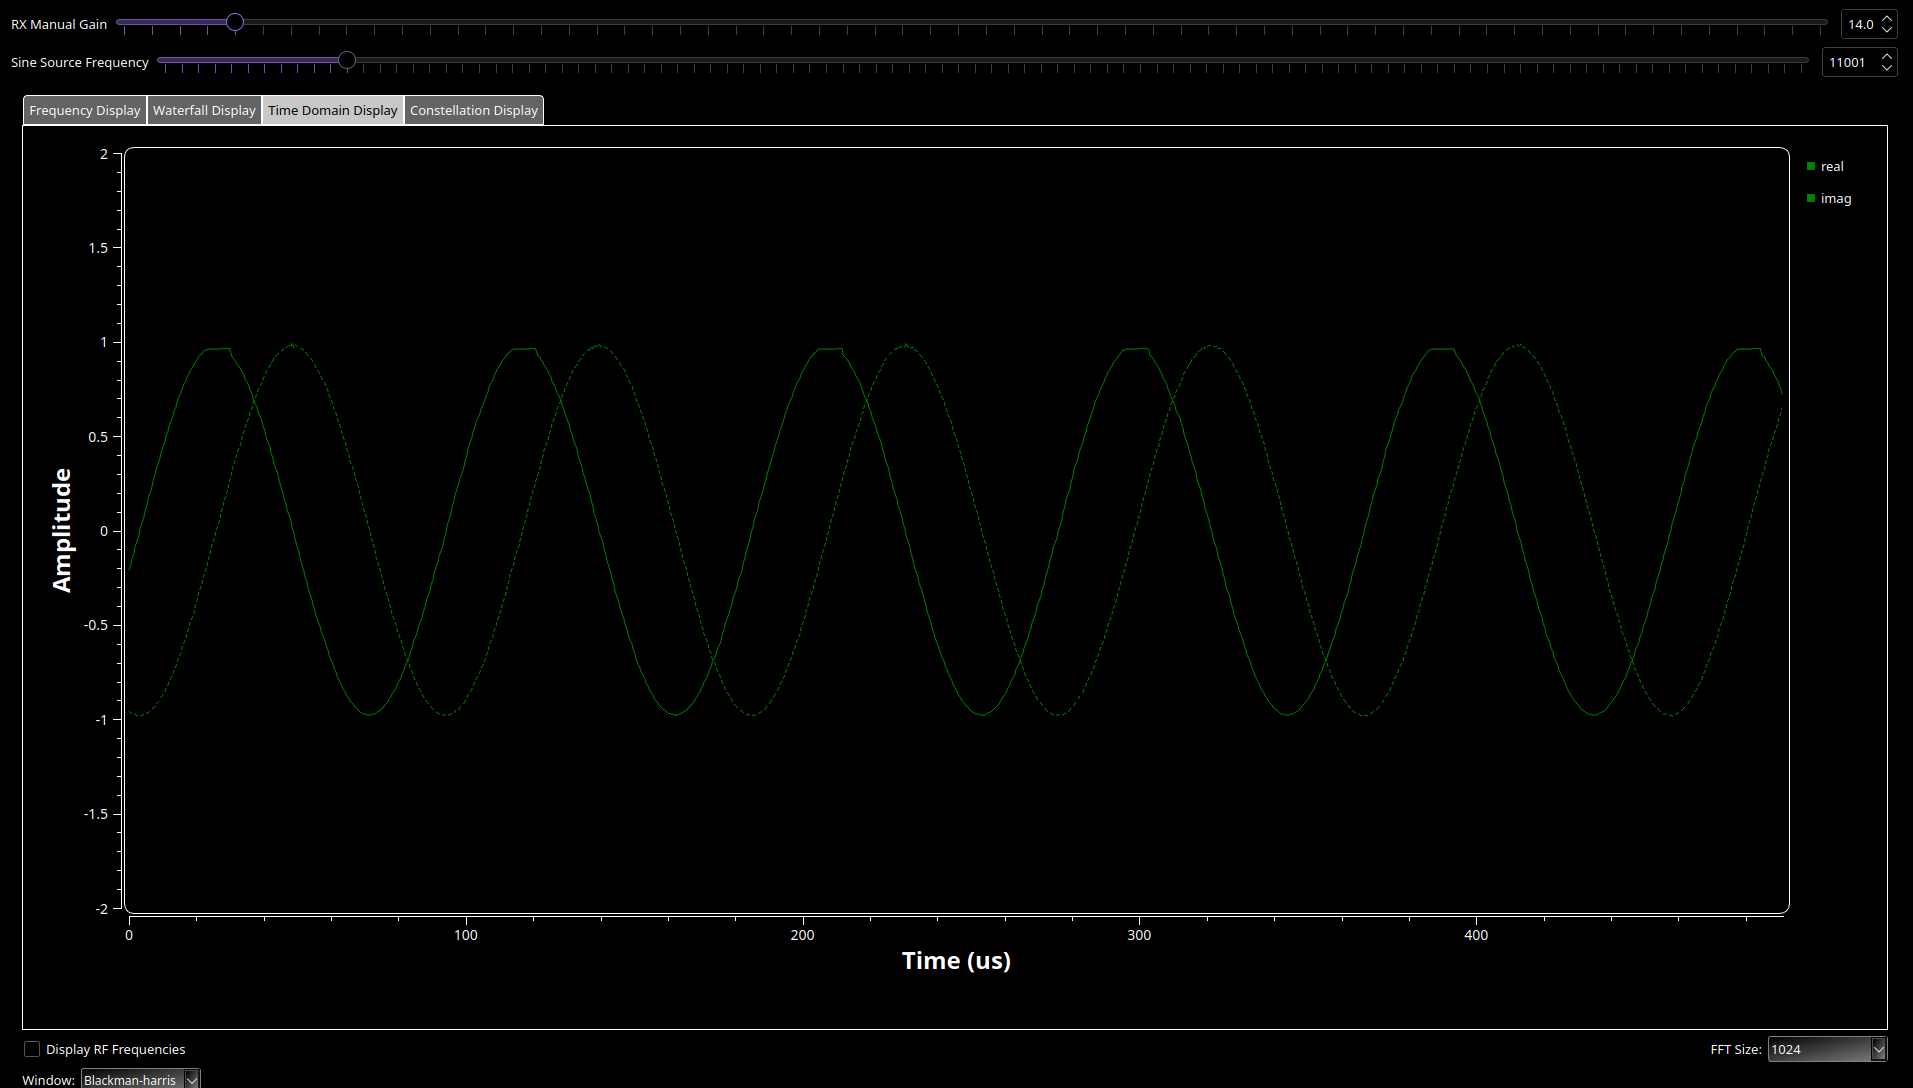 RX Manual Gain 14.0
Sine Source Frequency 11001
Frequency Display Waterfall Display Time Domain Display Constellation Display
2
1.5
1
0.5
0
-0.5
-1
-1.5
-2
Amplitude
real
imag
0 100 200 300 400
Time (us)
Display RF Frequencies FFT Size: 1024
Window: Blackman-harris